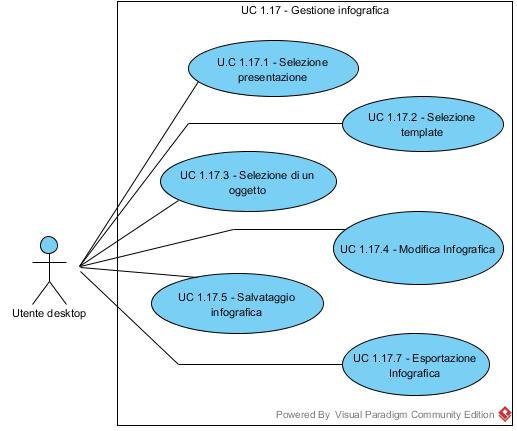 UC 1.17 - Gestione infografica
U.C 1.17.1 - Selezione
presentazione
UC 1.17.2 - Selezione
template
UC 1.17.3 - Selezione di un
oggetto
UC 1.17.4 - Modifica Infografica
UC 1.17.5 - Salvataggio
infografica
Utente desktop
UC 1.17.7 - Esportazione
Infografica
Powered By Visual Paradigm Community Edition